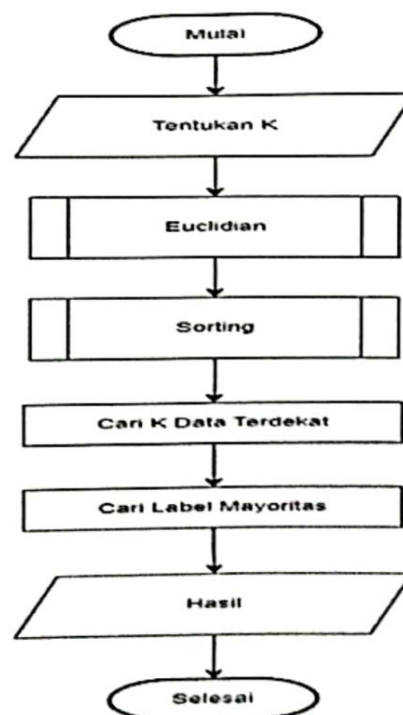 Mulai
Tentukan K
Euclidian
Sorting
Cari K Data Terdekat
Cari Label Mayoritas
Hasil
Selesai